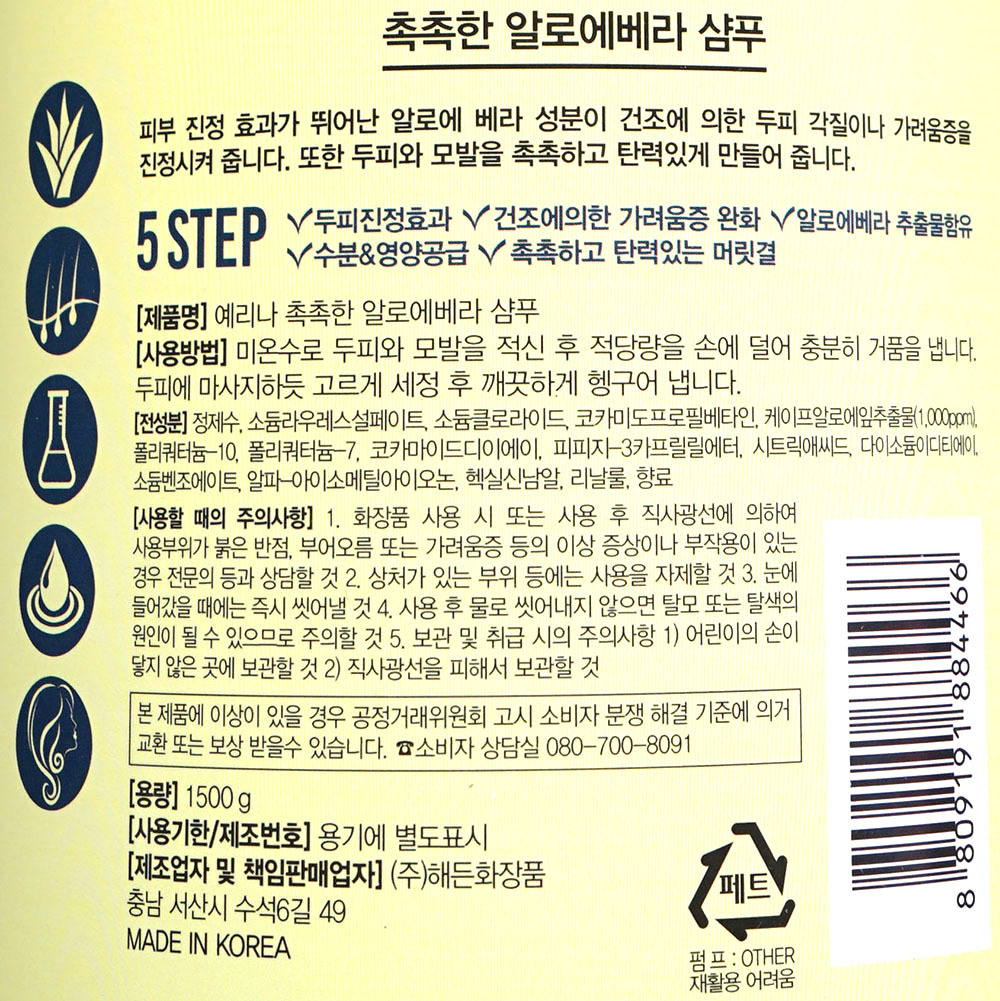 촉촉한 알로에베라 샴푸
피부 진정 효과가 뛰어난 알로에 베라 성분이 건조에 의한 두피 각질이나 가려움증을
진정시켜 줍니다. 또한 두피와 모발을 촉촉하고 탄력있게 만들어 줍니다.
5 STEP ✓두피진정효과 ✓건조에의한 가려움증 완화 ✓알로에베라 추출물함유
✓수분&영양공급 ✓촉촉하고 탄력있는 머릿결
[제품명] 예리나 촉촉한 알로에베라 샴푸
[사용방법] 미온수로 두피와 모발을 적신 후 적당량을 손에 덜어 충분히 거품을 냅니다.
두피에 마사지하듯 고르게 세정 후 깨끗하게 헹구어 냅니다.
[전성분] 정제수, 소듐라우레스설페이트, 소듐클로라이드, 코카미도프로필베타인, 케이프알로에잎추출물(1,000ppm),
폴리쿼터늄-10, 폴리쿼터늄-7, 코카마이드디이에이, 피피지-3카프릴릴에터, 시트릭애씨드, 다이소듐이디티에이,
소듐벤조에이트, 알파-아이소메틸아이오논, 헥실신남알, 리날룰, 향료
[사용할 때의 주의사항] 1. 화장품 사용 시 또는 사용 후 직사광선에 의하여
사용부위가 붉은 반점, 부어오름 또는 가려움증 등의 이상 증상이나 부작용이 있는
경우 전문의 등과 상담할 것 2. 상처가 있는 부위 등에는 사용을 자제할 것 3. 눈에
들어갔을 때에는 즉시 씻어낼 것 4. 사용 후 물로 씻어내지 않으면 탈모 또는 탈색의
원인이 될 수 있으므로 주의할 것 5. 보관 및 취급 시의 주의사항 1) 어린이의 손이
닿지 않은 곳에 보관할 것 2) 직사광선을 피해서 보관할 것
본 제품에 이상이 있을 경우 공정거래위원회 고시 소비자 분쟁 해결 기준에 의거
교환 또는 보상 받을수 있습니다. ☎소비자 상담실 080-700-8091
[용량] 1500g
[사용기한/제조번호] 용기에 별도표시
[제조업자 및 책임판매업자] (주)해든화장품
충남 서산시 수석6길 49
MADE IN KOREA
페트
펌프 : OTHER
재활용 어려움
8 809191 884466